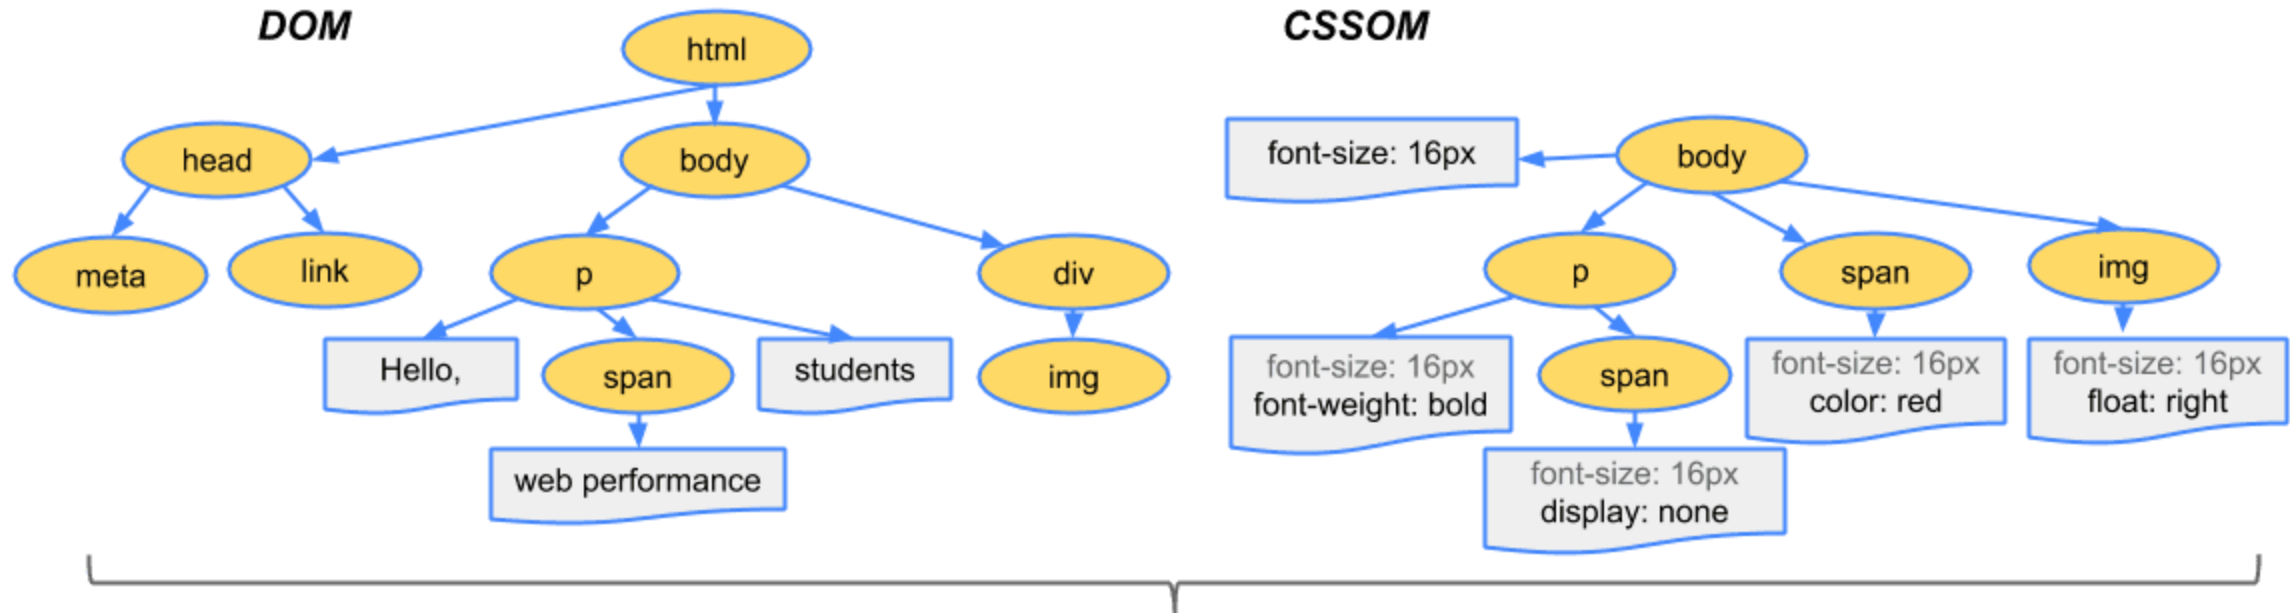 DOM
html
head
body
meta
link
p
div
Hello,
span
students
img
web performance
CSSOM
font-size: 16px
body
p
span
img
font-size: 16px
font-weight: bold
span
font-size: 16px
color: red
font-size: 16px
float: right
font-size: 16px
display: none